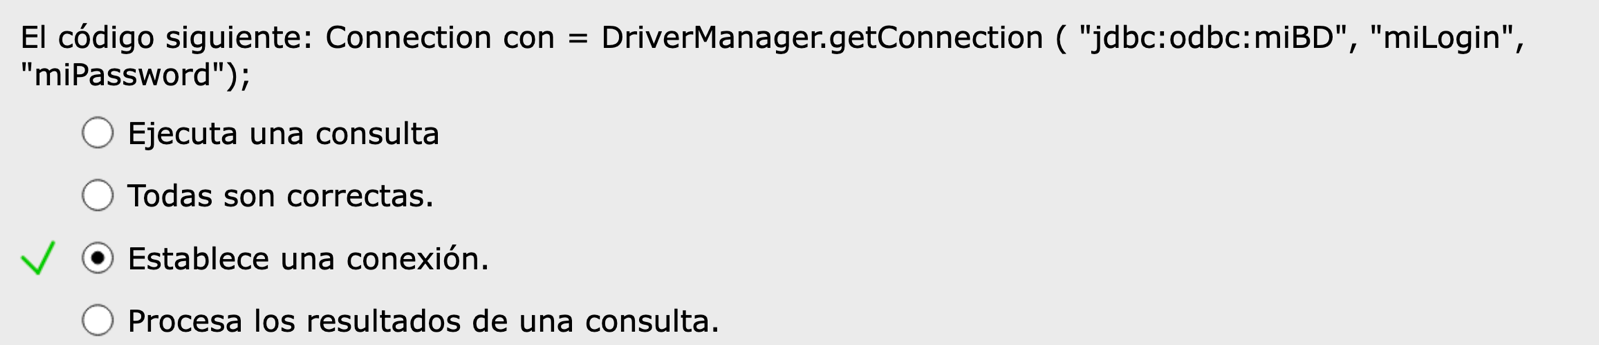 El código siguiente: Connection con = DriverManager.getConnection ( "jdbc:odbc:miBD", "miLogin",
"miPassword");
Ejecuta una consulta
Todas son correctas.
Establece una conexión.
Procesa los resultados de una consulta.